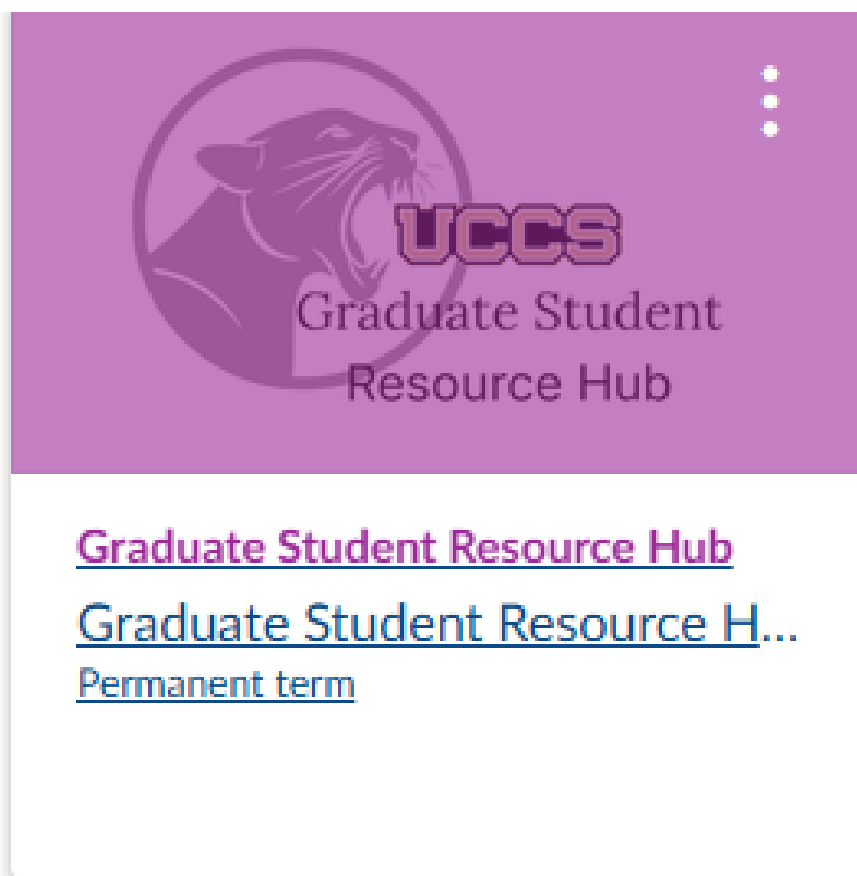 UCCS
Graduate Student
Resource Hub
Graduate Student Resource Hub
Graduate Student Resource H...
Permanent term